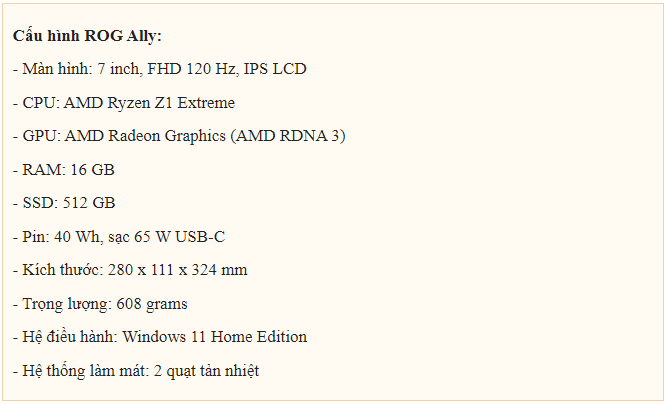 Cấu hình ROG Ally:
- Màn hình: 7 inch, FHD 120 Hz, IPS LCD
- CPU: AMD Ryzen Z1 Extreme
- GPU: AMD Radeon Graphics (AMD RDNA 3)
- RAM: 16 GB
- SSD: 512 GB
- Pin: 40 Wh, sạc 65 W USB-C
- Kích thước: 280 x 111 x 324 mm
- Trọng lượng: 608 grams
- Hệ điều hành: Windows 11 Home Edition
- Hệ thống làm mát: 2 quạt tản nhiệt